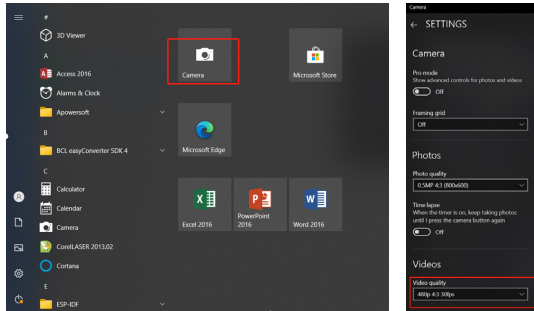 #
3D Viewer
A
Access 2016
Alarms & Clock
Apowersoft
B
BCL easyConverter SDK 4
C
Calculator
Calendar
Camera
CorelLASER 2013.02
Cortana
E
ESP-IDF
Camera
Microsoft Store
Microsoft Edge
Excel 2016
PowerPoint
2016
Word 2016
Camera
← SETTINGS
Camera
Pro mode
Show advanced controls for photos and videos
Off
Framing grid
Off
Photos
Photo quality
0.5MP 4:3 (800x600)
Time lapse
When the timer is on, keep taking photos
until I press the camera button again
Off
Videos
Video quality
480p 4:3 30fps